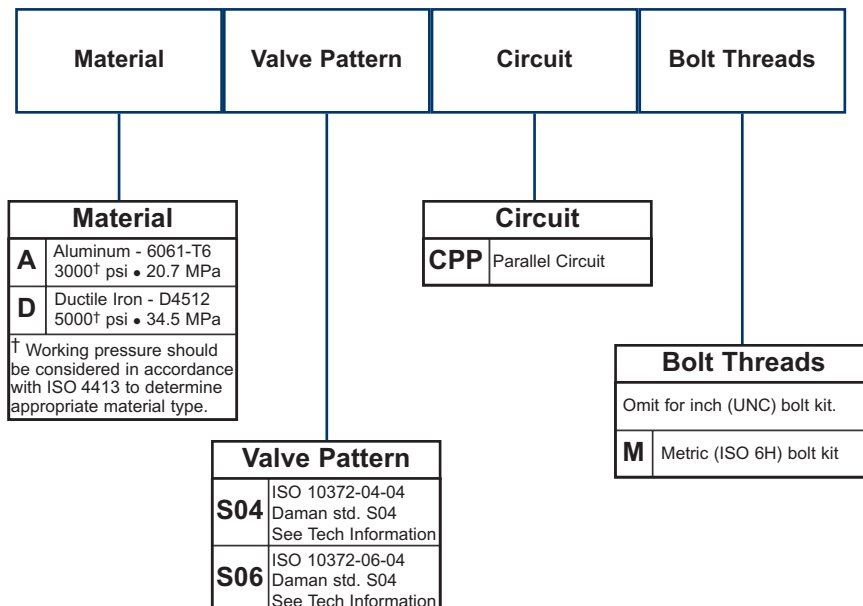 Material
Valve Pattern
Circuit
Bolt Threads
Material
A
Aluminum - 6061-T6
3000† psi • 20.7 MPa
D
Ductile Iron - D4512
5000† psi • 34.5 MPa
† Working pressure should
be considered in accordance
with ISO 4413 to determine
appropriate material type.
Circuit
CPP
Parallel Circuit
Bolt Threads
Omit for inch (UNC) bolt kit.
M
Metric (ISO 6H) bolt kit
Valve Pattern
S04
ISO 10372-04-04
Daman std. S04
See Tech Information
S06
ISO 10372-06-04
Daman std. S04
See Tech Information